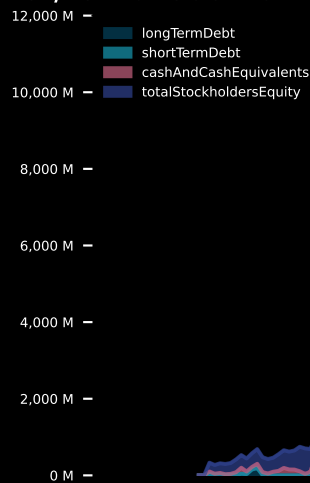 12,000 M
longTermDebt
shortTermDebt
cashAndCashEquivalents
totalStockholdersEquity
10,000 M
8,000 M
6,000 M
4,000 M
2,000 M
0 M